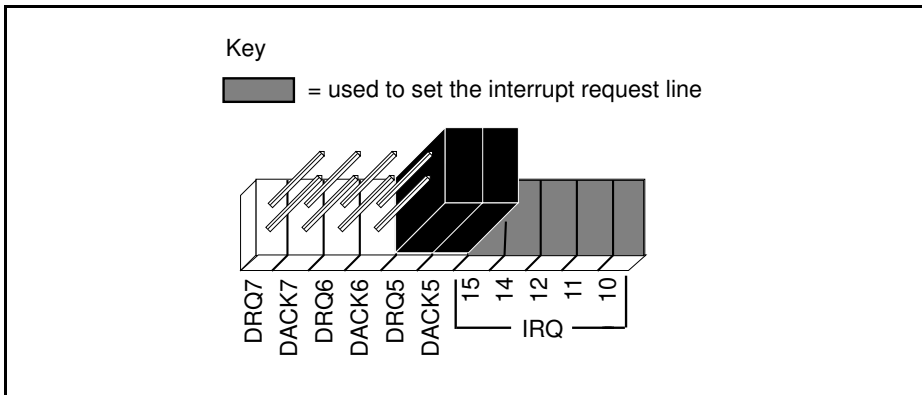 Key
= used to set the interrupt request line
DRQ7
DACK7
DRQ6
DACK6
DRQ5
DACK5
15
14
12
11
10
IRQ